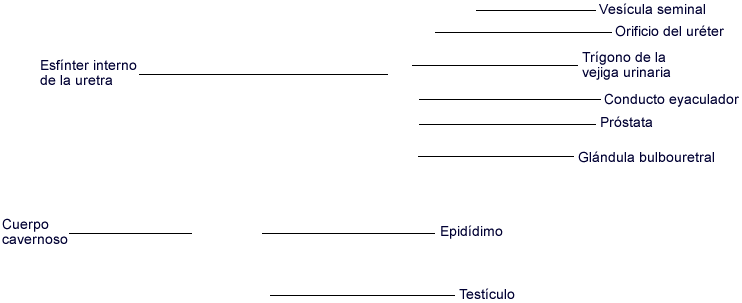 Vesícula seminal
Orificio del uréter
Esfínter interno
de la uretra
Trígono de la
vejiga urinaria
Conducto eyaculador
Próstata
Glándula bulbouretral
Cuerpo
cavernoso
Epidídimo
Testículo